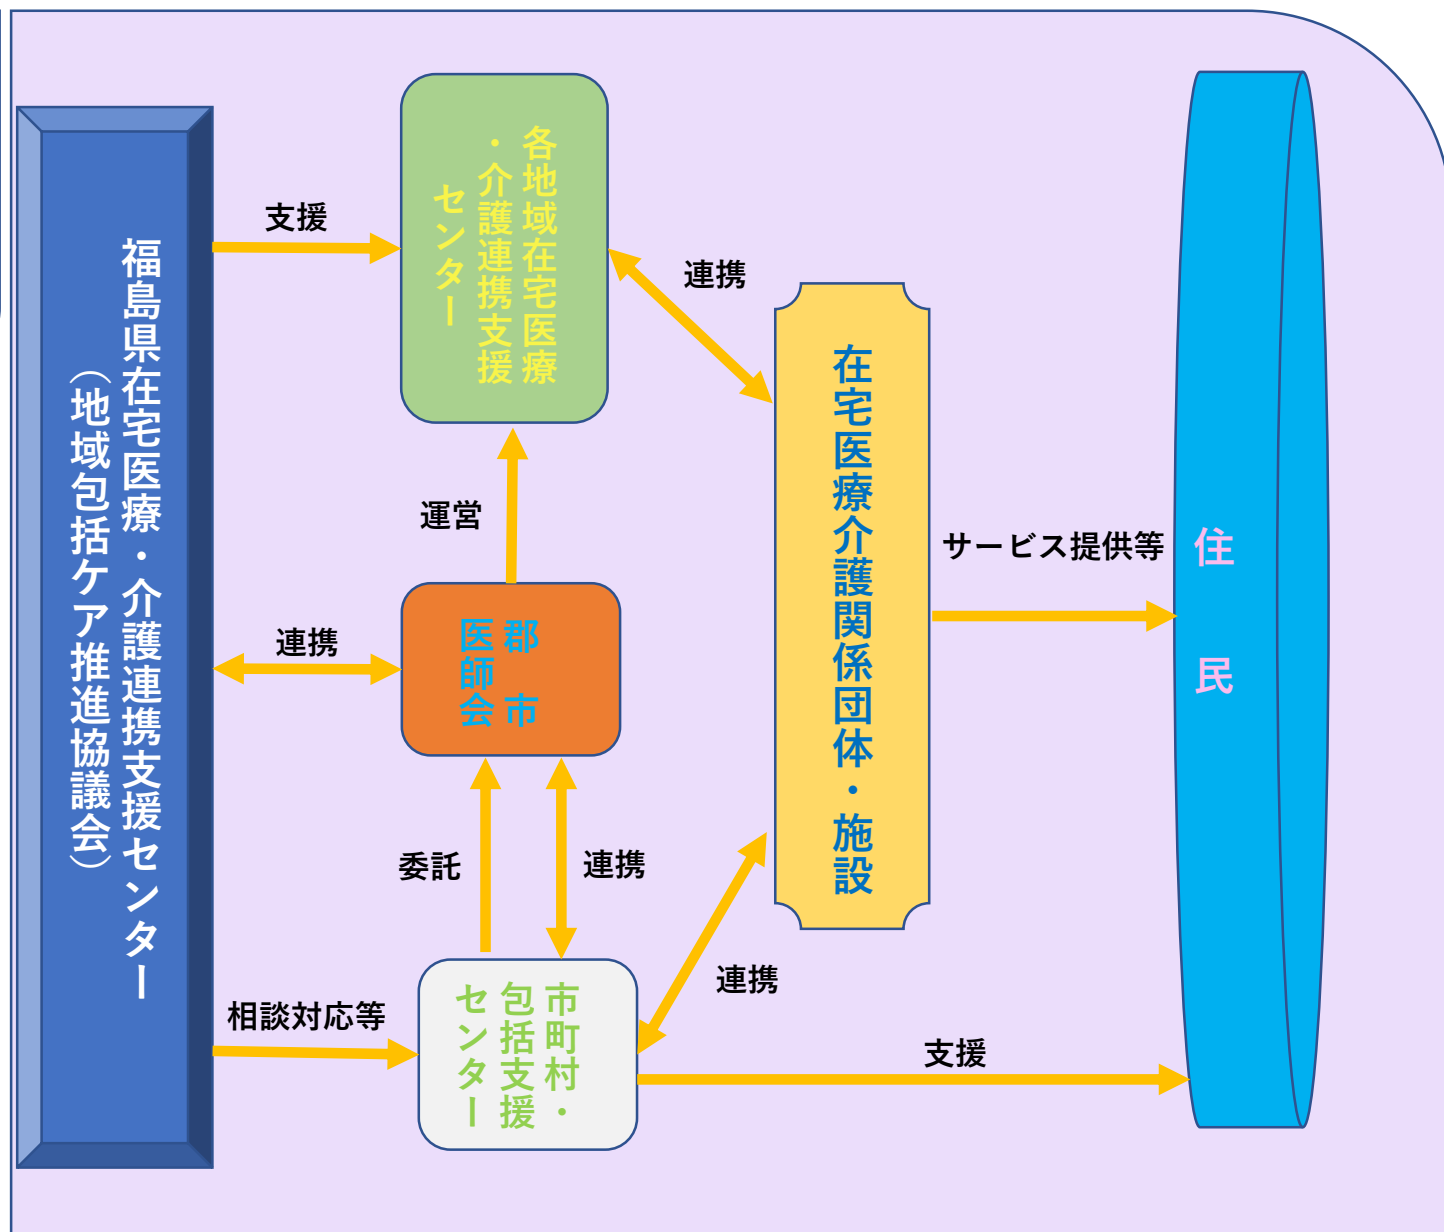 福島県在宅医療・介護連携支援センター
（地域包括ケア推進協議会）
支援
各地域在宅医療
・介護連携支援
センター
連携
運営
在宅医療介護関係団体・施設
サービス提供等
住民
連携
郡市
医師会
委託
連携
連携
相談対応等
市町村・
包括支援
センター
支援